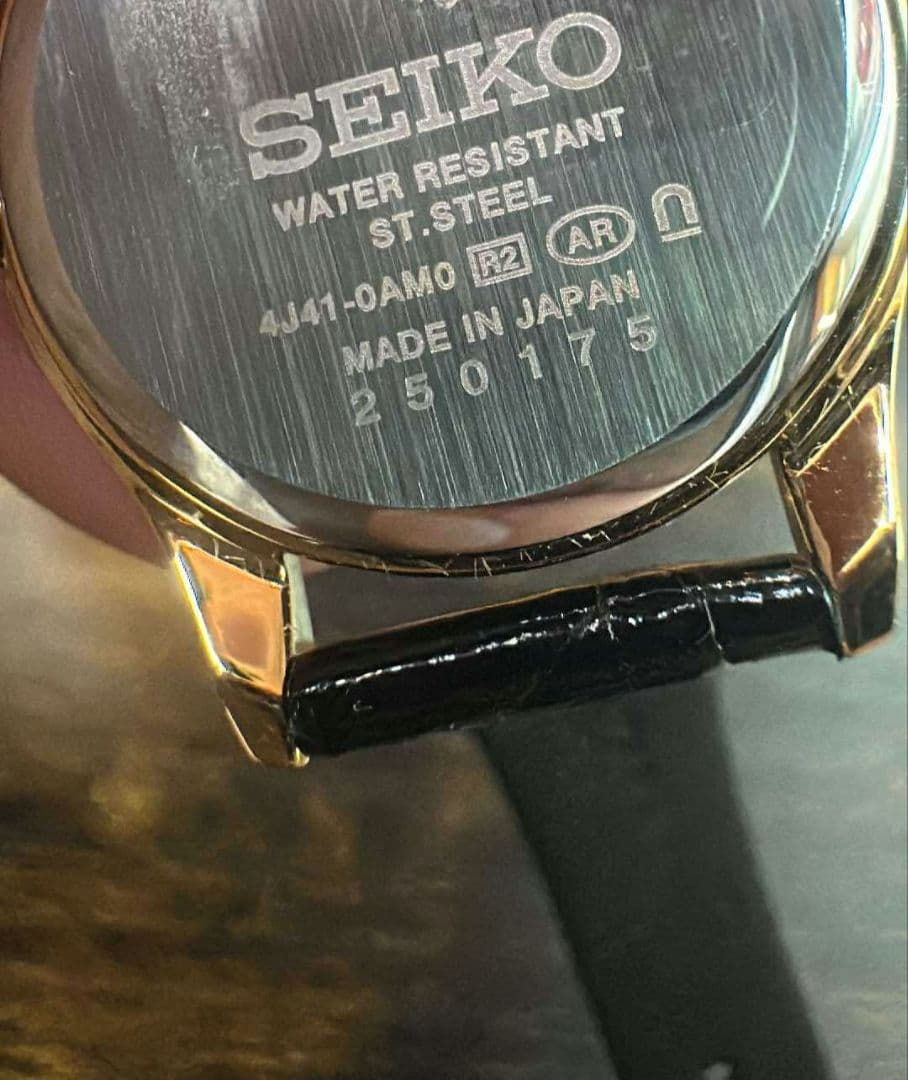 SEIKO
WATER RESISTANT
ST.STEEL
4J41-0AM0 R2 AR
MADE IN JAPAN
250175